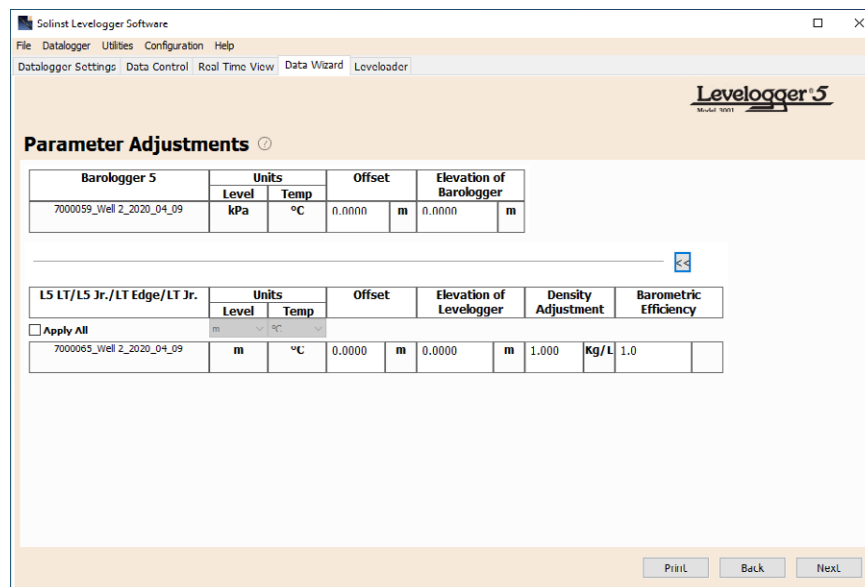 Solinst Levelogger Software
File Datalogger Utilities Configuration Help
Datalogger Settings Data Control Real Time View Data Wizard Leveloader
Levelogger 5
Model 3001
Parameter Adjustments ?
Barologger 5 Units Offset Elevation of Barologger
Level Temp
7000059_Well 2_2020_04_09 kPa °C 0.0000 m 0.0000 m
<<
L5 LT/L5 Jr./LT Edge/LT Jr. Units Offset Elevation of Levelogger Density Adjustment Barometric Efficiency
Level Temp
Apply All m °C
7000065_Well 2_2020_04_09 m °C 0.0000 m 0.0000 m 1.000 Kg/L 1.0
Print Back Next